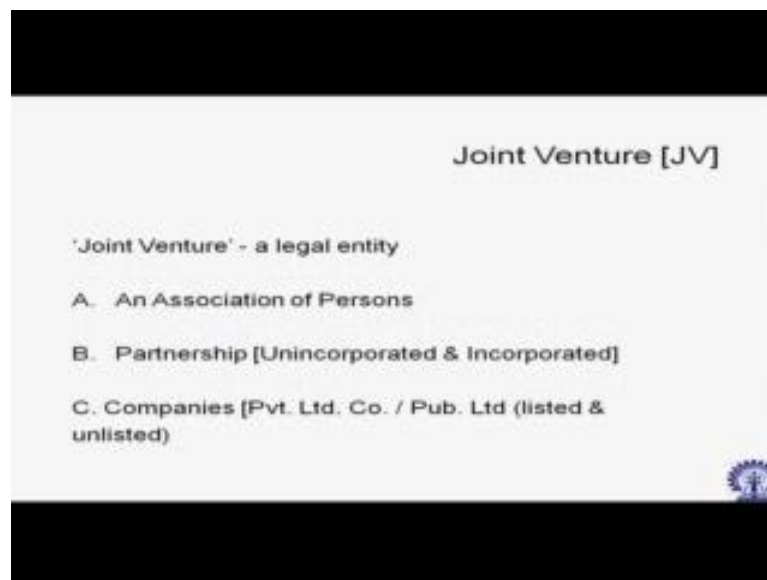 Joint Venture [JV]
'Joint Venture' - a legal entity
A. An Association of Persons
B. Partnership [Unincorporated & Incorporated]
C. Companies [Pvt. Ltd. Co. / Pub. Ltd (listed &
unlisted)